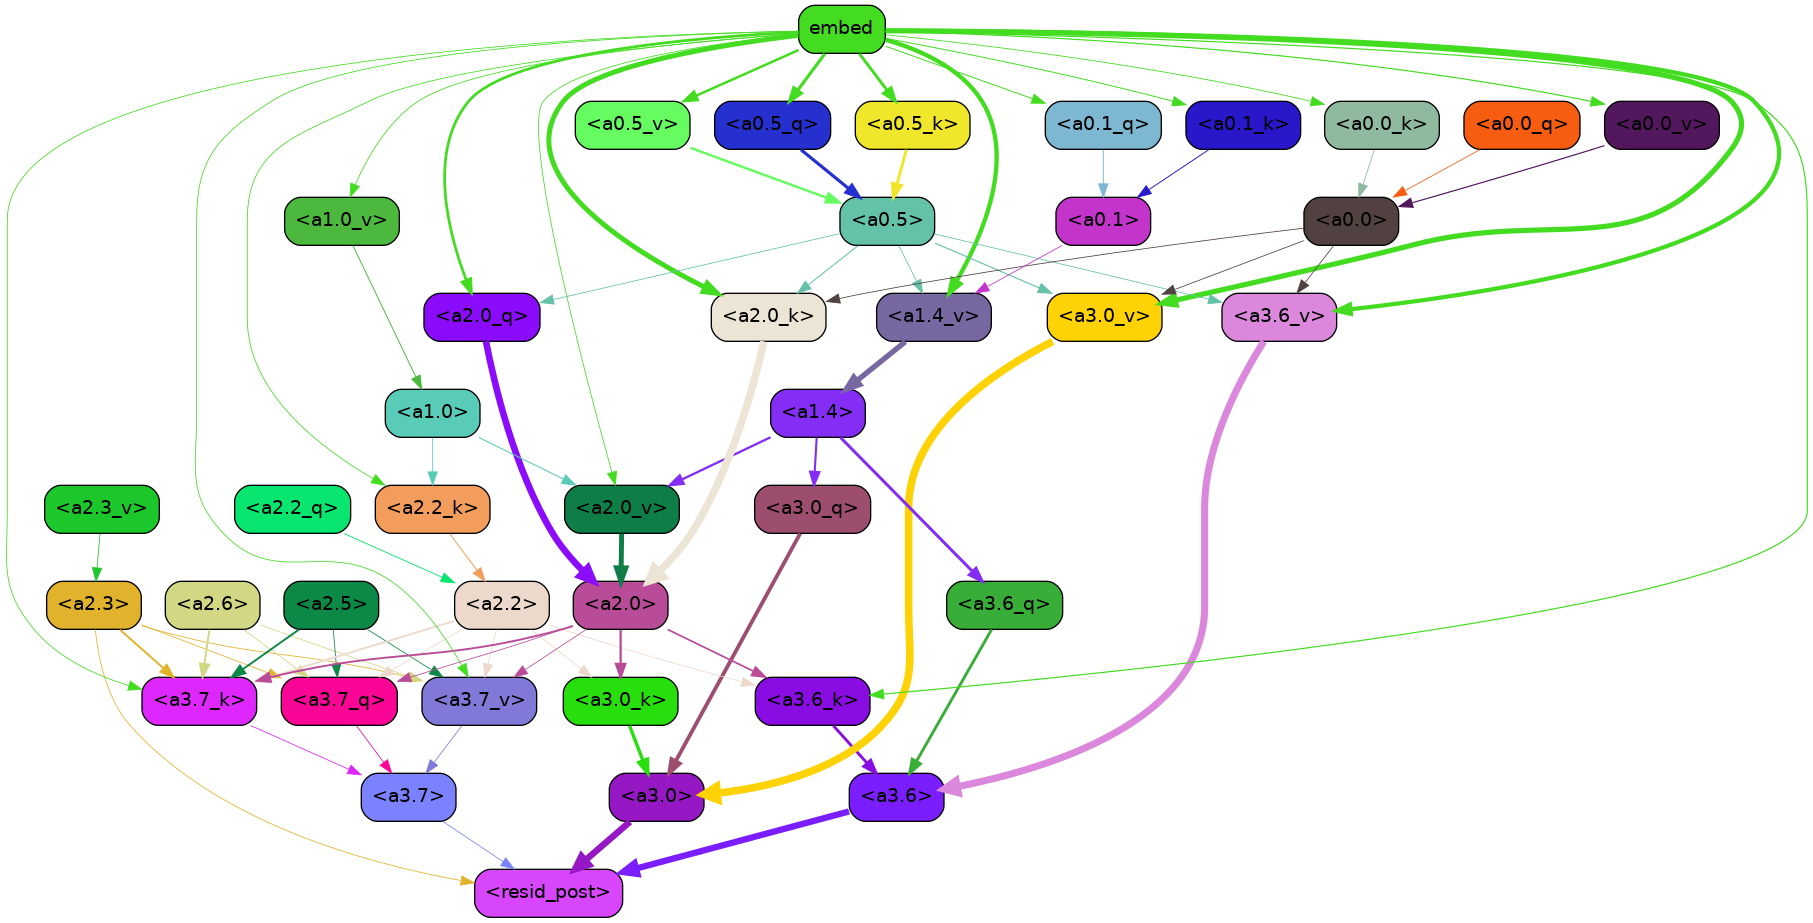 embed
<a0.5_v>
<a0.5_q>
<a0.5_k>
<a0.1_q>
<a0.1_k>
<a0.0_k>
<a0.0_q>
<a0.0_v>
<a1.0_v>
<a0.5>
<a0.1>
<a0.0>
<a2.0_q>
<a2.0_k>
<a1.4_v>
<a3.0_v>
<a3.6_v>
<a1.0>
<a1.4>
<a2.3_v>
<a2.2_q>
<a2.2_k>
<a2.0_v>
<a3.0_q>
<a2.3>
<a2.6>
<a2.5>
<a2.2>
<a2.0>
<a3.6_q>
<a3.7_k>
<a3.7_q>
<a3.7_v>
<a3.0_k>
<a3.6_k>
<a3.7>
<a3.0>
<a3.6>
<resid_post>